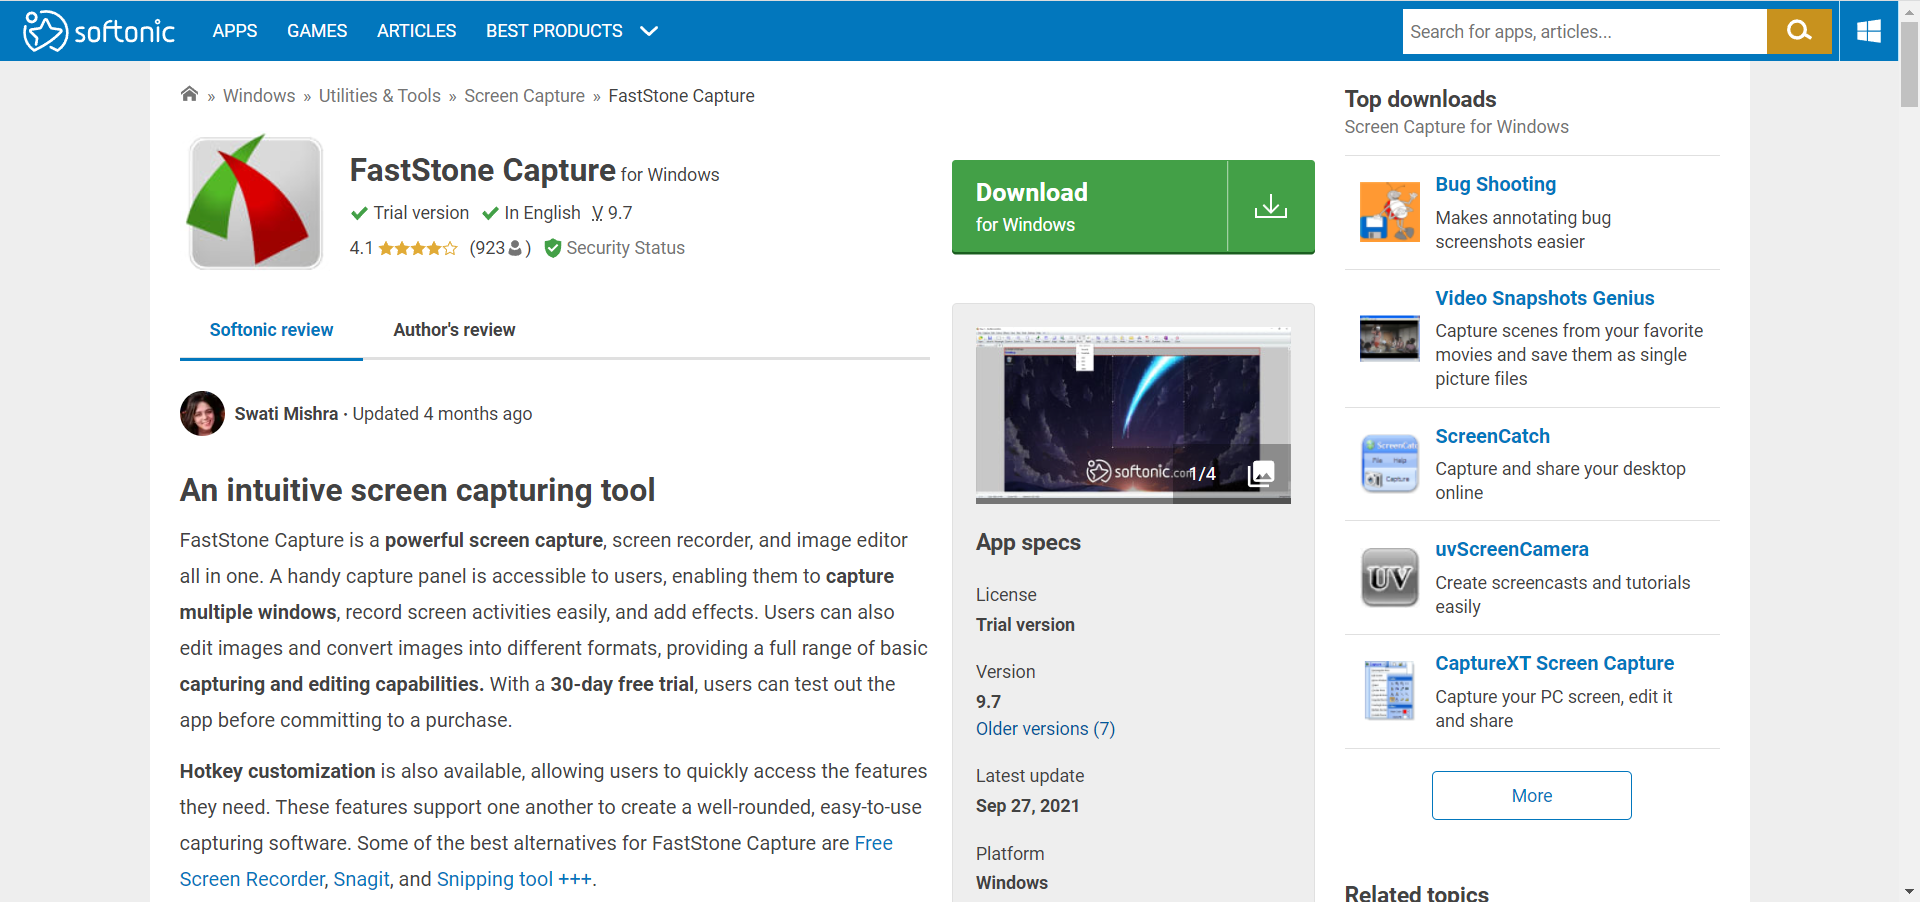 softonic
APPS
GAMES
ARTICLES
BEST PRODUCTS
Search for apps, articles...
» Windows » Utilities & Tools » Screen Capture » FastStone Capture
FastStone Capture for Windows
Trial version In English V 9.7
4.1 (923 ) Security Status
Download
for Windows
Softonic review
Author's review
Swati Mishra · Updated 4 months ago
An intuitive screen capturing tool
FastStone Capture is a powerful screen capture, screen recorder, and image editor
all in one. A handy capture panel is accessible to users, enabling them to capture
multiple windows, record screen activities easily, and add effects. Users can also
edit images and convert images into different formats, providing a full range of basic
capturing and editing capabilities. With a 30-day free trial, users can test out the
app before committing to a purchase.
Hotkey customization is also available, allowing users to quickly access the features
they need. These features support one another to create a well-rounded, easy-to-use
capturing software. Some of the best alternatives for FastStone Capture are Free
Screen Recorder, Snagit, and Snipping tool +++.
softonic.com
1/4
App specs
License
Trial version
Version
9.7
Older versions (7)
Latest update
Sep 27, 2021
Platform
Windows
Top downloads
Screen Capture for Windows
Bug Shooting
Makes annotating bug
screenshots easier
Video Snapshots Genius
Capture scenes from your favorite
movies and save them as single
picture files
ScreenCatch
File Help
Capture
ScreenCatch
Capture and share your desktop
online
UV
uvScreenCamera
Create screencasts and tutorials
easily
CaptureXT Screen Capture
Capture your PC screen, edit it
and share
More
Related topics